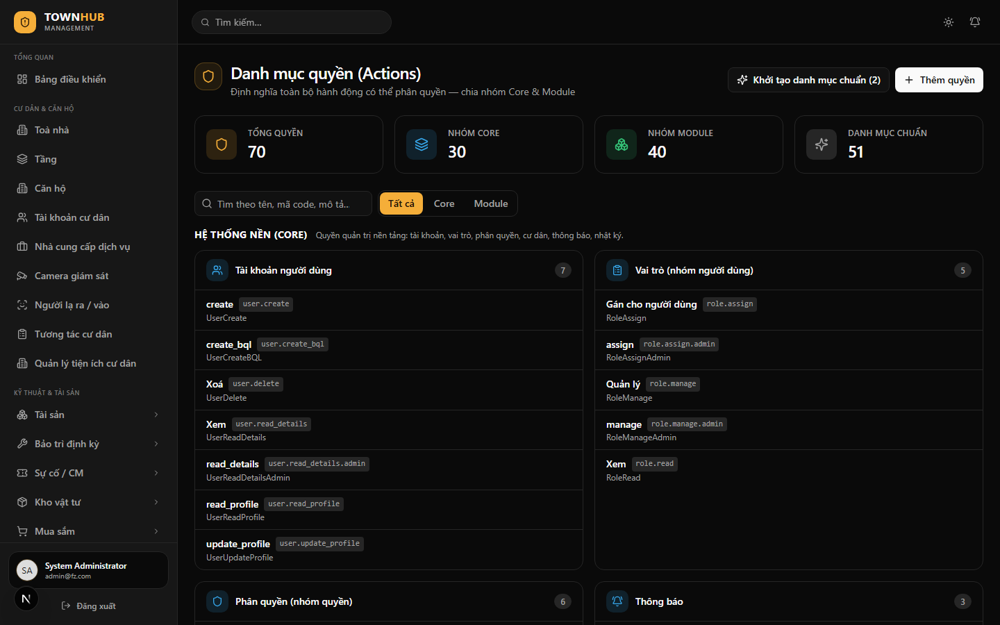 TOWNHUB
MANAGEMENT
TỔNG QUAN
Bảng điều khiển
CƯ DÂN & CĂN HỘ
Toà nhà
Tầng
Căn hộ
Tài khoản cư dân
Nhà cung cấp dịch vụ
Camera giám sát
Người lạ ra / vào
Tương tác cư dân
Quản lý tiện ích cư dân
KỸ THUẬT & TÀI SẢN
Tài sản
Bảo trì định kỳ
Sự cố / CM
Kho vật tư
Mua sắm
SA
System Administrator
admin@fz.com
N
Đăng xuất
Tìm kiếm...
Danh mục quyền (Actions)
Định nghĩa toàn bộ hành động có thể phân quyền — chia nhóm Core & Module
Khởi tạo danh mục chuẩn (2)
Thêm quyền
TỔNG QUYỀN
70
NHÓM CORE
30
NHÓM MODULE
40
DANH MỤC CHUẨN
51
Tìm theo tên, mã code, mô tả...
Tất cả
Core
Module
HỆ THỐNG NỀN (CORE) Quyền quản trị nền tảng: tài khoản, vai trò, phân quyền, cư dân, thông báo, nhật ký.
Tài khoản người dùng 7
create user.create
UserCreate
create_bql user.create_bql
UserCreateBQL
Xoá user.delete
UserDelete
Xem user.read_details
UserReadDetails
read_details user.read_details.admin
UserReadDetailsAdmin
read_profile user.read_profile
UserReadProfile
update_profile user.update_profile
UserUpdateProfile
Vai trò (nhóm người dùng) 5
Gán cho người dùng role.assign
RoleAssign
assign role.assign.admin
RoleAssignAdmin
Quản lý role.manage
RoleManage
manage role.manage.admin
RoleManageAdmin
Xem role.read
RoleRead
Phân quyền (nhóm quyền) 6
Thông báo 3